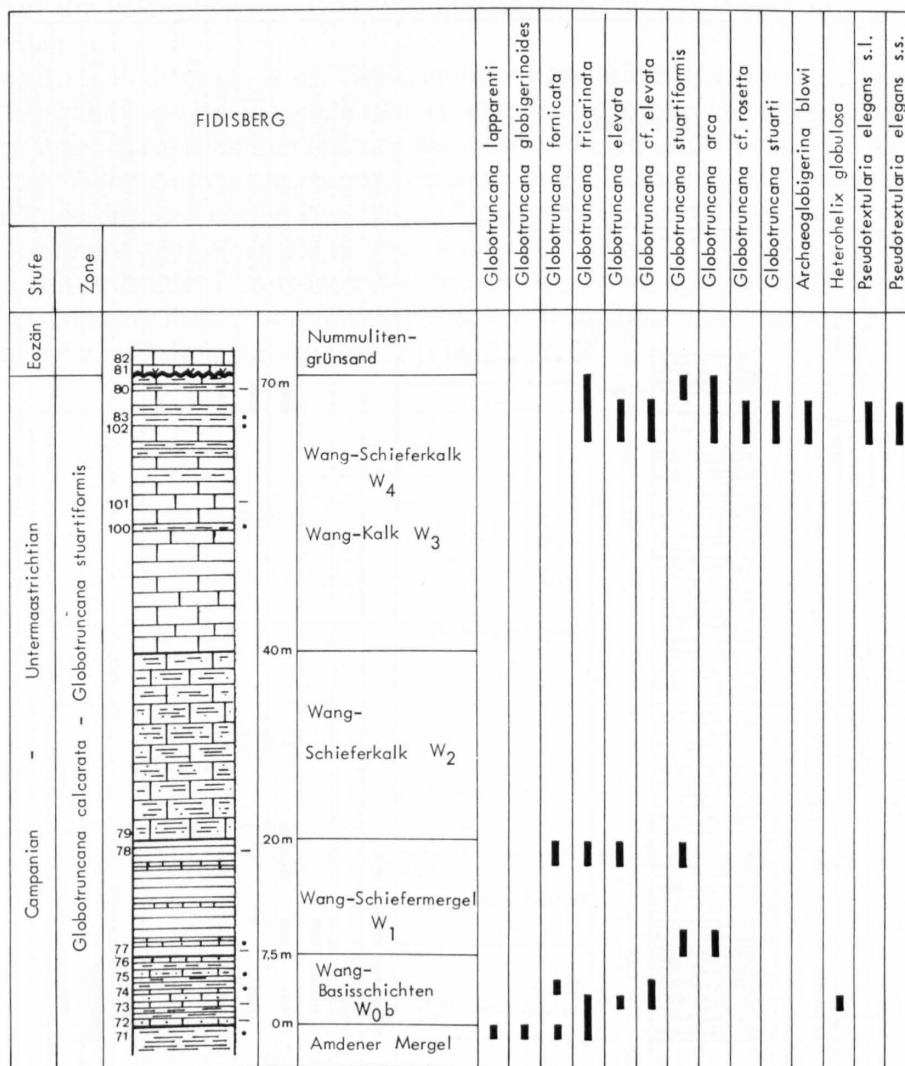 FIDISBERG
Stufe
Zone
Globotruncana lapparenti
Globotruncana globigerinoides
Globotruncana fornicata
Globotruncana tricarinata
Globotruncana elevata
Globotruncana cf. elevata
Globotruncana stuartiformis
Globotruncana arca
Globotruncana cf. rosetta
Globotruncana stuarti
Archaeoglobigerina blowi
Heterohelix globulosa
Pseudotextularia elegans s.l.
Pseudotextularia elegans s.s.
Eozän
Campanian - Untermaastrichtian
Globotruncana calcarata - Globotruncana stuartiformis
82
81
80
83
102
101
100
79
78
77
76
75
74
73
72
71
70 m
40 m
20 m
7,5 m
0 m
Nummuliten-
grünsand
Wang-Schieferkalk
W4
Wang-Kalk W3
Wang-
Schieferkalk W2
Wang-Schiefermergel
W1
Wang-
Basisschichten
W0b
Amdener Mergel